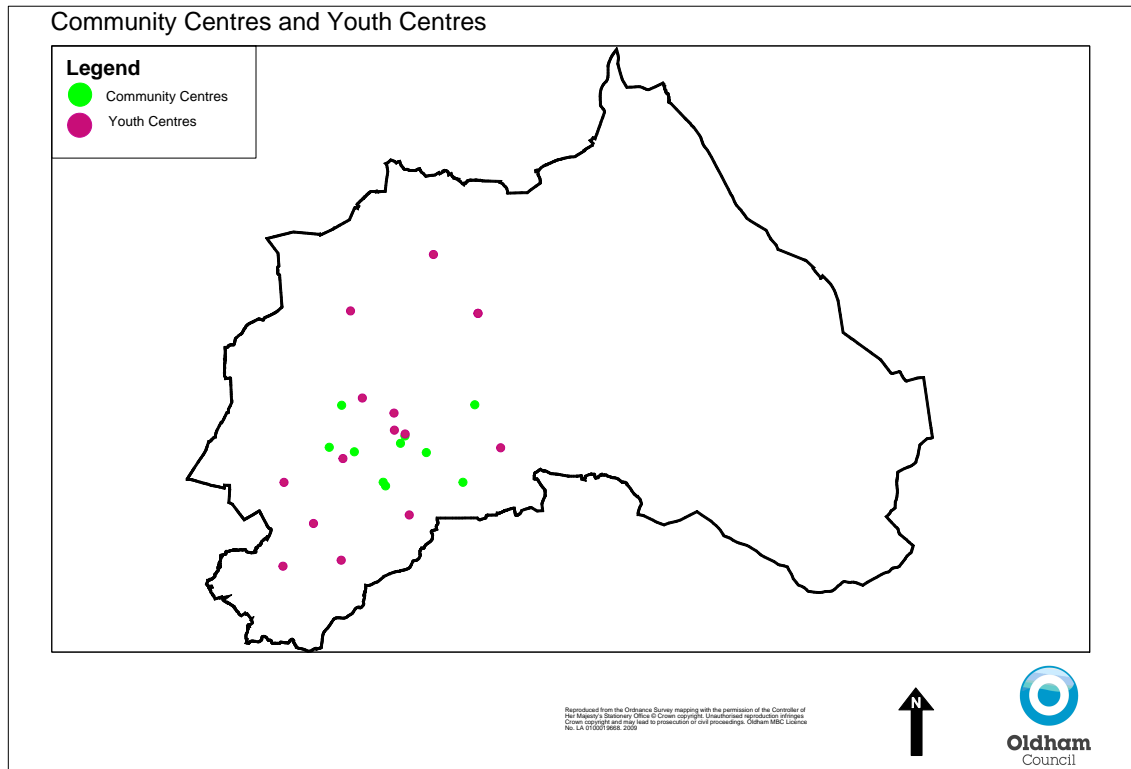 Community Centres and Youth Centres
Legend
Community Centres
Youth Centres
Reproduced from the Ordnance Survey mapping with the permission of the Controller of
Her Majesty's Stationery Office © Crown copyright. Unauthorised reproduction infringes
Crown copyright and may lead to prosecution or civil proceedings. Oldham MBC Licence
No. LA 0100019668. 2009
N
Oldham
Council